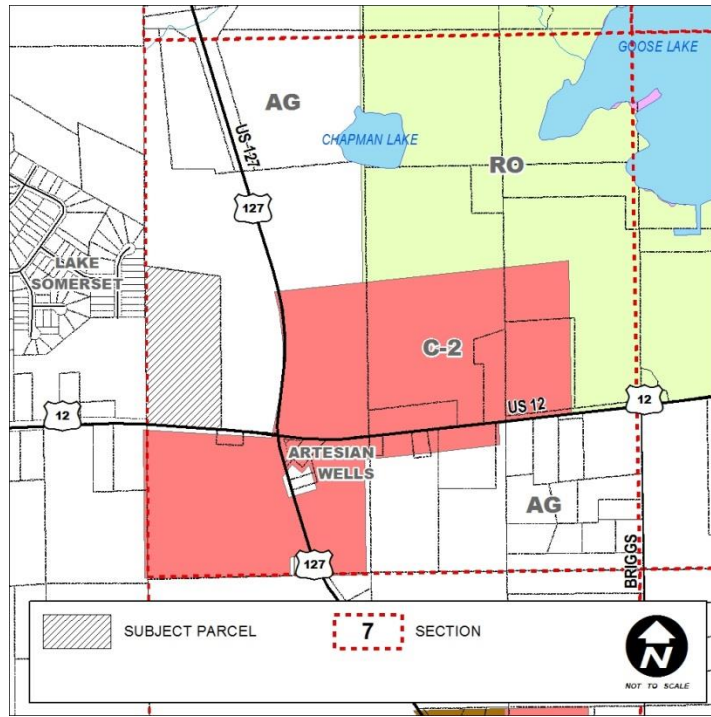 GOOSE LAKE
AG
CHAPMAN LAKE
US-127
RO
127
LAKE
SOMERSET
C-2
12
US 12
12
ARTESIAN
WELLS
AG
127
BRIGGS
SUBJECT PARCEL
7
SECTION
N
NOT TO SCALE